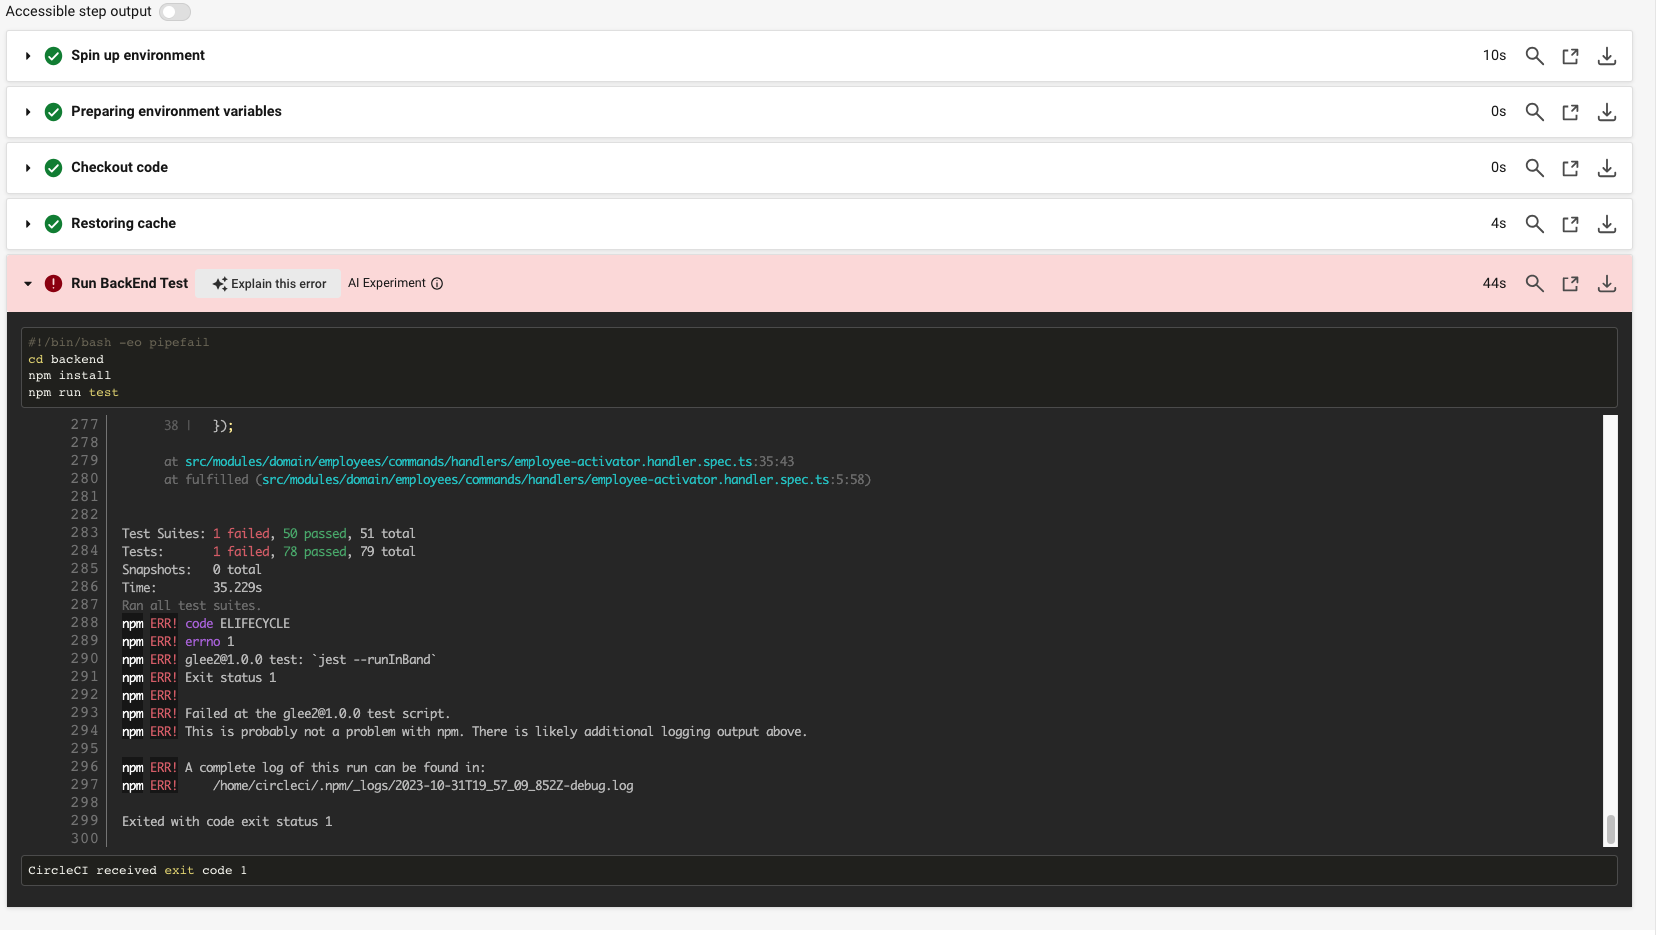 Accessible step output
Spin up environment 10s
Preparing environment variables 0s
Checkout code 0s
Restoring cache 4s
Run BackEnd Test Explain this error AI Experiment 44s
#!/bin/bash -eo pipefail
cd backend
npm install
npm run test
277 38 | });
278
279 at src/modules/domain/employees/commands/handlers/employee-activator.handler.spec.ts:35:43
280 at fulfilled (src/modules/domain/employees/commands/handlers/employee-activator.handler.spec.ts:5:58)
281
282
283 Test Suites: 1 failed, 50 passed, 51 total
284 Tests: 1 failed, 78 passed, 79 total
285 Snapshots: 0 total
286 Time: 35.229s
287 Ran all test suites.
288 npm ERR! code ELIFECYCLE
289 npm ERR! errno 1
290 npm ERR! glee2@1.0.0 test: `jest --runInBand`
291 npm ERR! Exit status 1
292 npm ERR!
293 npm ERR! Failed at the glee2@1.0.0 test script.
294 npm ERR! This is probably not a problem with npm. There is likely additional logging output above.
295
296 npm ERR! A complete log of this run can be found in:
297 npm ERR! /home/circleci/.npm/_logs/2023-10-31T19_57_09_852Z-debug.log
298
299 Exited with code exit status 1
300
CircleCI received exit code 1